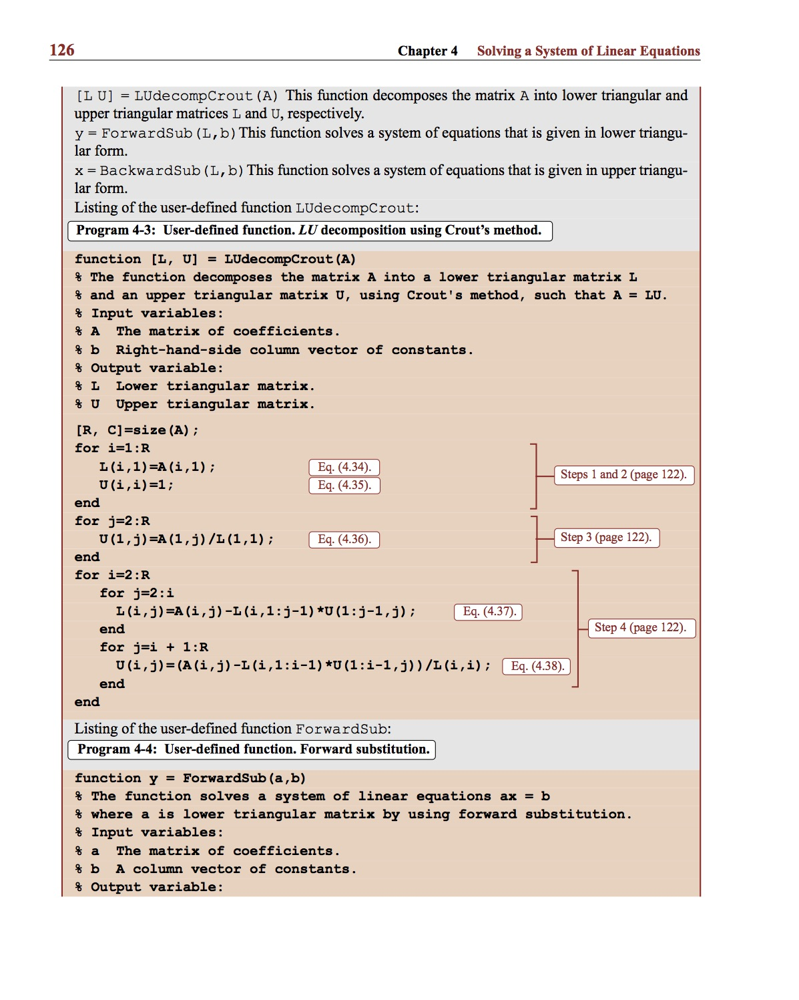 126
Chapter 4 Solving a System of Linear Equations
[L U] = LUdecompCrout(A) This function decomposes the matrix A into lower triangular and
upper triangular matrices L and U, respectively.
y = ForwardSub(L,b) This function solves a system of equations that is given in lower triangu-
lar form.
x = BackwardSub(L,b) This function solves a system of equations that is given in upper triangu-
lar form.
Listing of the user-defined function LUdecompCrout:
Program 4-3: User-defined function. LU decomposition using Crout’s method.
function [L, U] = LUdecompCrout(A)
% The function decomposes the matrix A into a lower triangular matrix L
% and an upper triangular matrix U, using Crout's method, such that A = LU.
% Input variables:
% A The matrix of coefficients.
% b Right-hand-side column vector of constants.
% Output variable:
% L Lower triangular matrix.
% U Upper triangular matrix.
[R, C]=size(A);
for i=1:R
L(i,1)=A(i,1); Eq. (4.34).
Steps 1 and 2 (page 122).
U(i,i)=1; Eq. (4.35).
end
for j=2:R
U(1,j)=A(1,j)/L(1,1); Eq. (4.36). Step 3 (page 122).
end
for i=2:R
for j=2:i
L(i,j)=A(i,j)-L(i,1:j-1)*U(1:j-1,j); Eq. (4.37).
end Step 4 (page 122).
for j=i + 1:R
U(i,j)=(A(i,j)-L(i,1:i-1)*U(1:i-1,j))/L(i,i); Eq. (4.38).
end
end
Listing of the user-defined function ForwardSub:
Program 4-4: User-defined function. Forward substitution.
function y = ForwardSub(a,b)
% The function solves a system of linear equations ax = b
% where a is lower triangular matrix by using forward substitution.
% Input variables:
% a The matrix of coefficients.
% b A column vector of constants.
% Output variable: